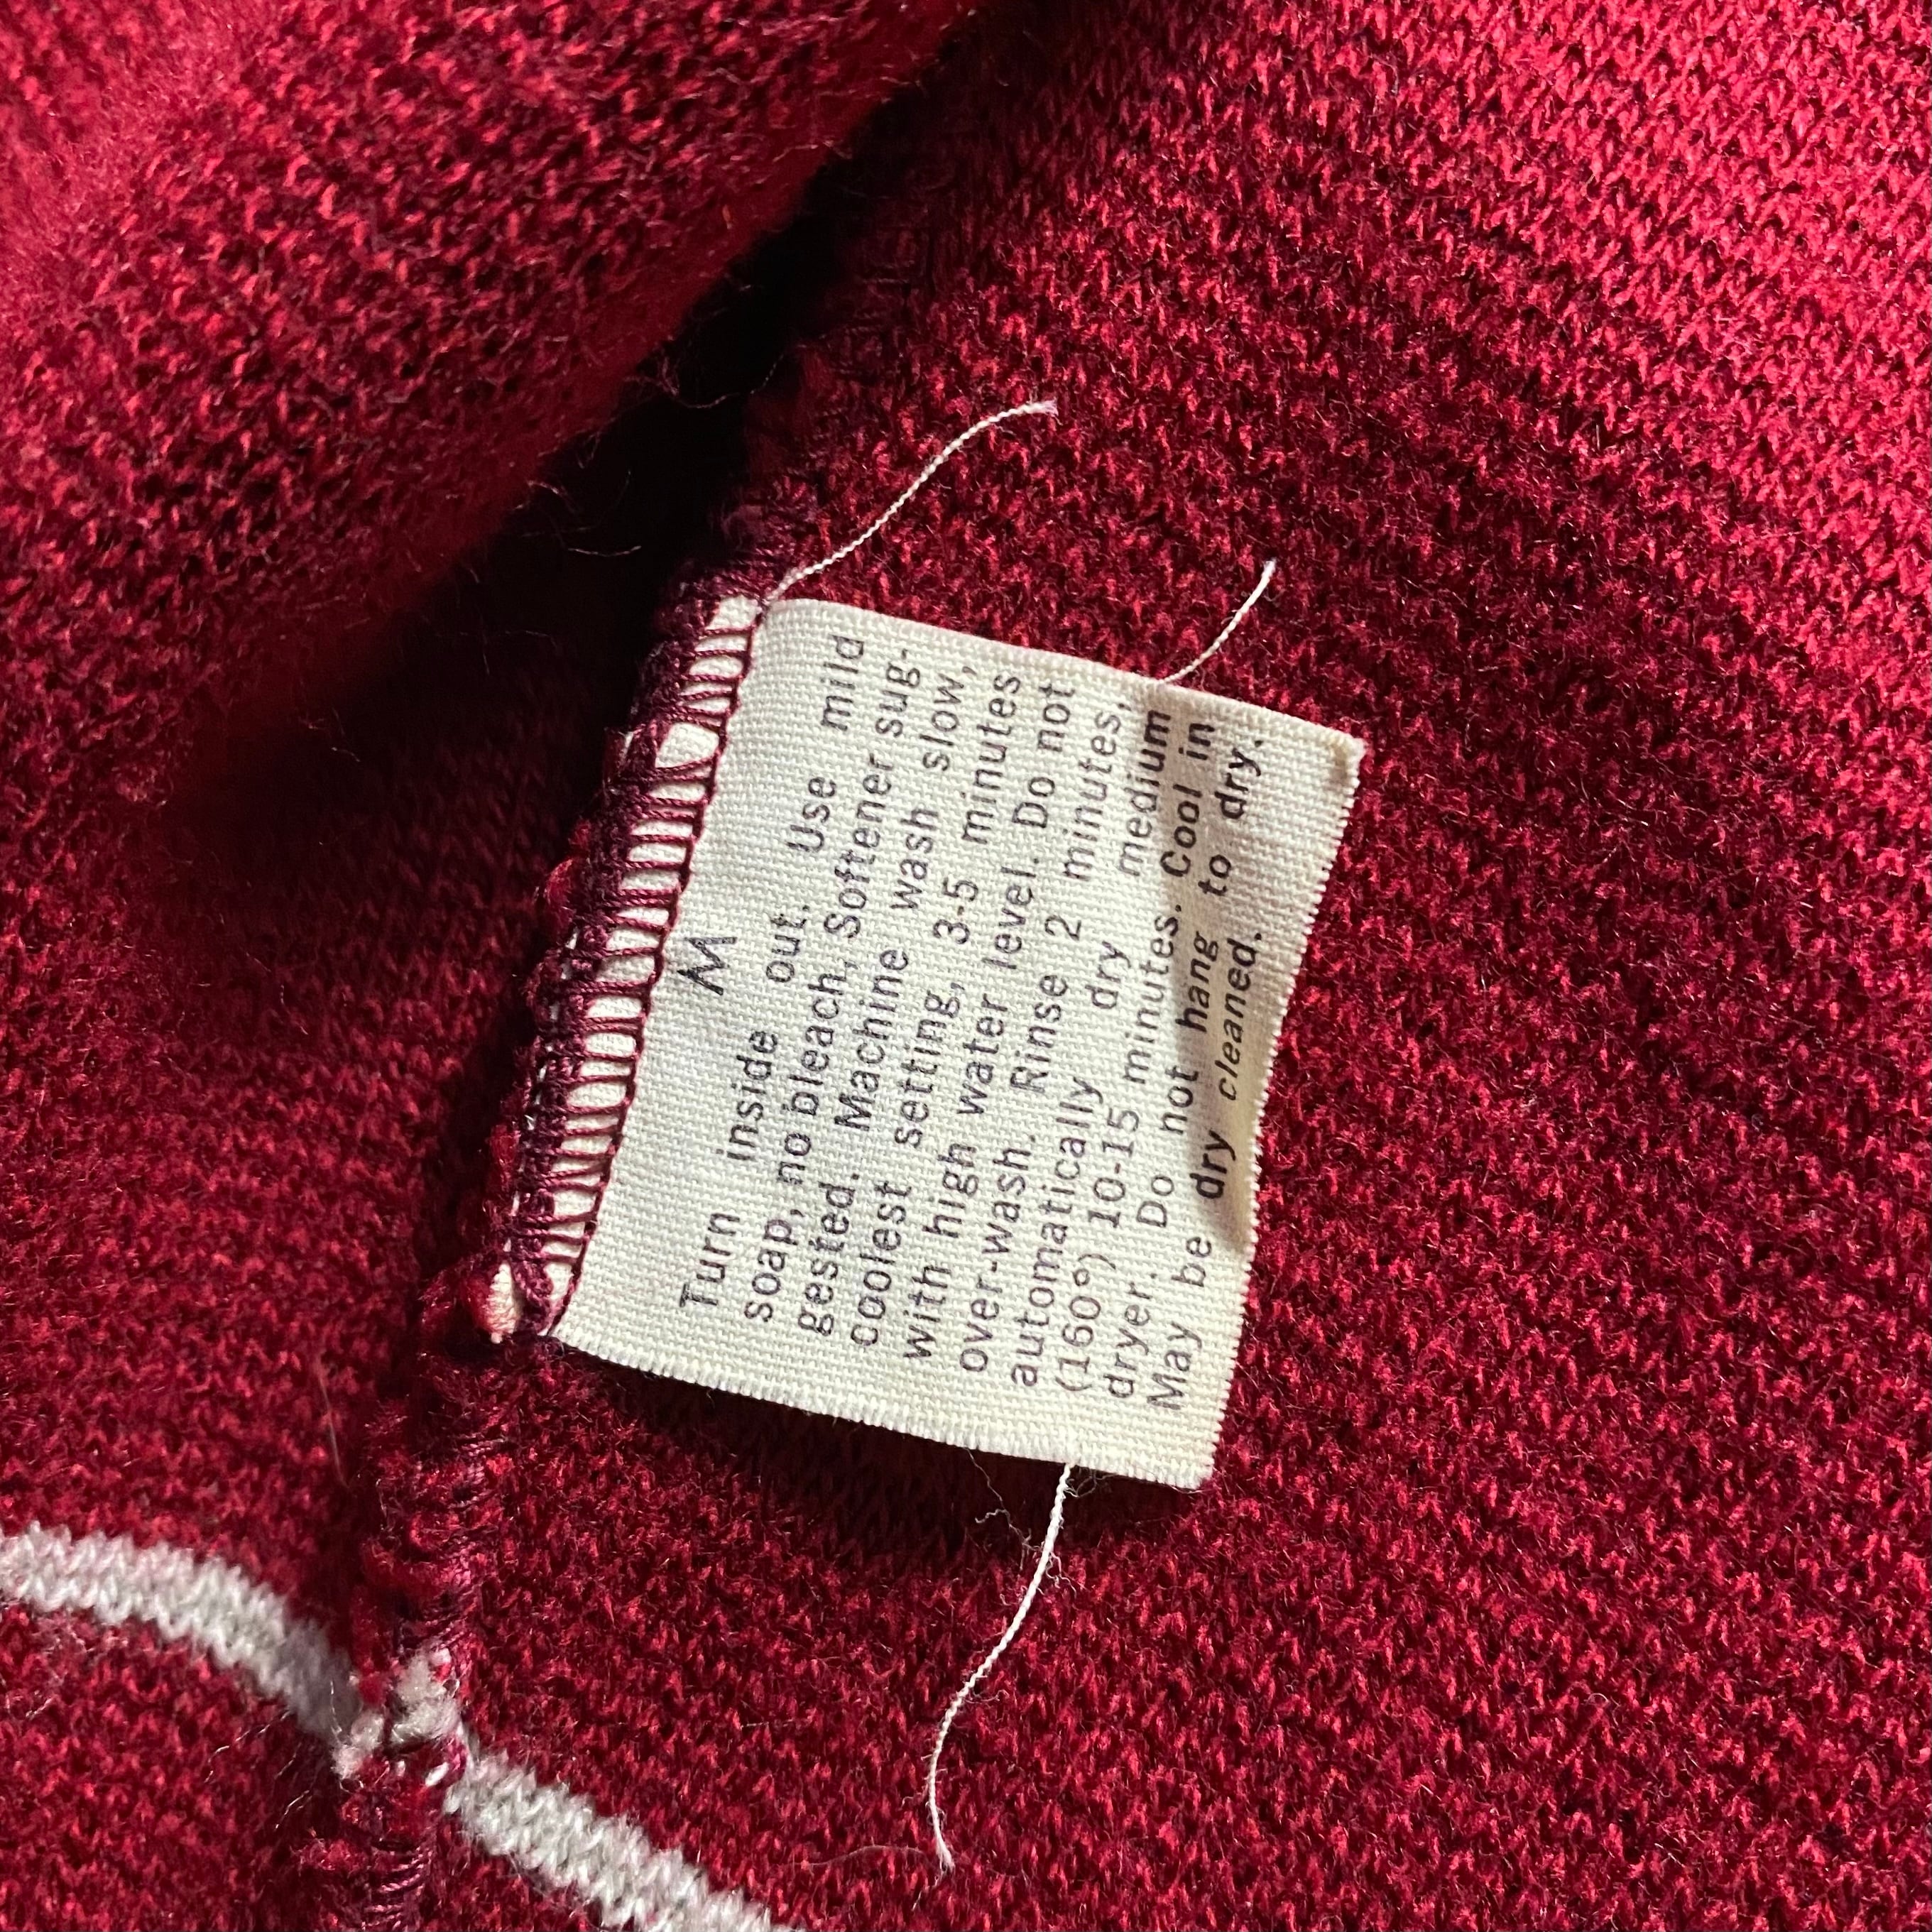 M
Turn inside out. Use mild
soap, no bleach, Softener sug-
gested. Machine wash slow,
coolest setting, 3-5 minutes
with high water level. Do not
over-wash. Rinse 2 minutes,
automatically dry medium
(160°) 10-15 minutes. Cool in
dryer. Do not hang to dry.
May be dry cleaned.